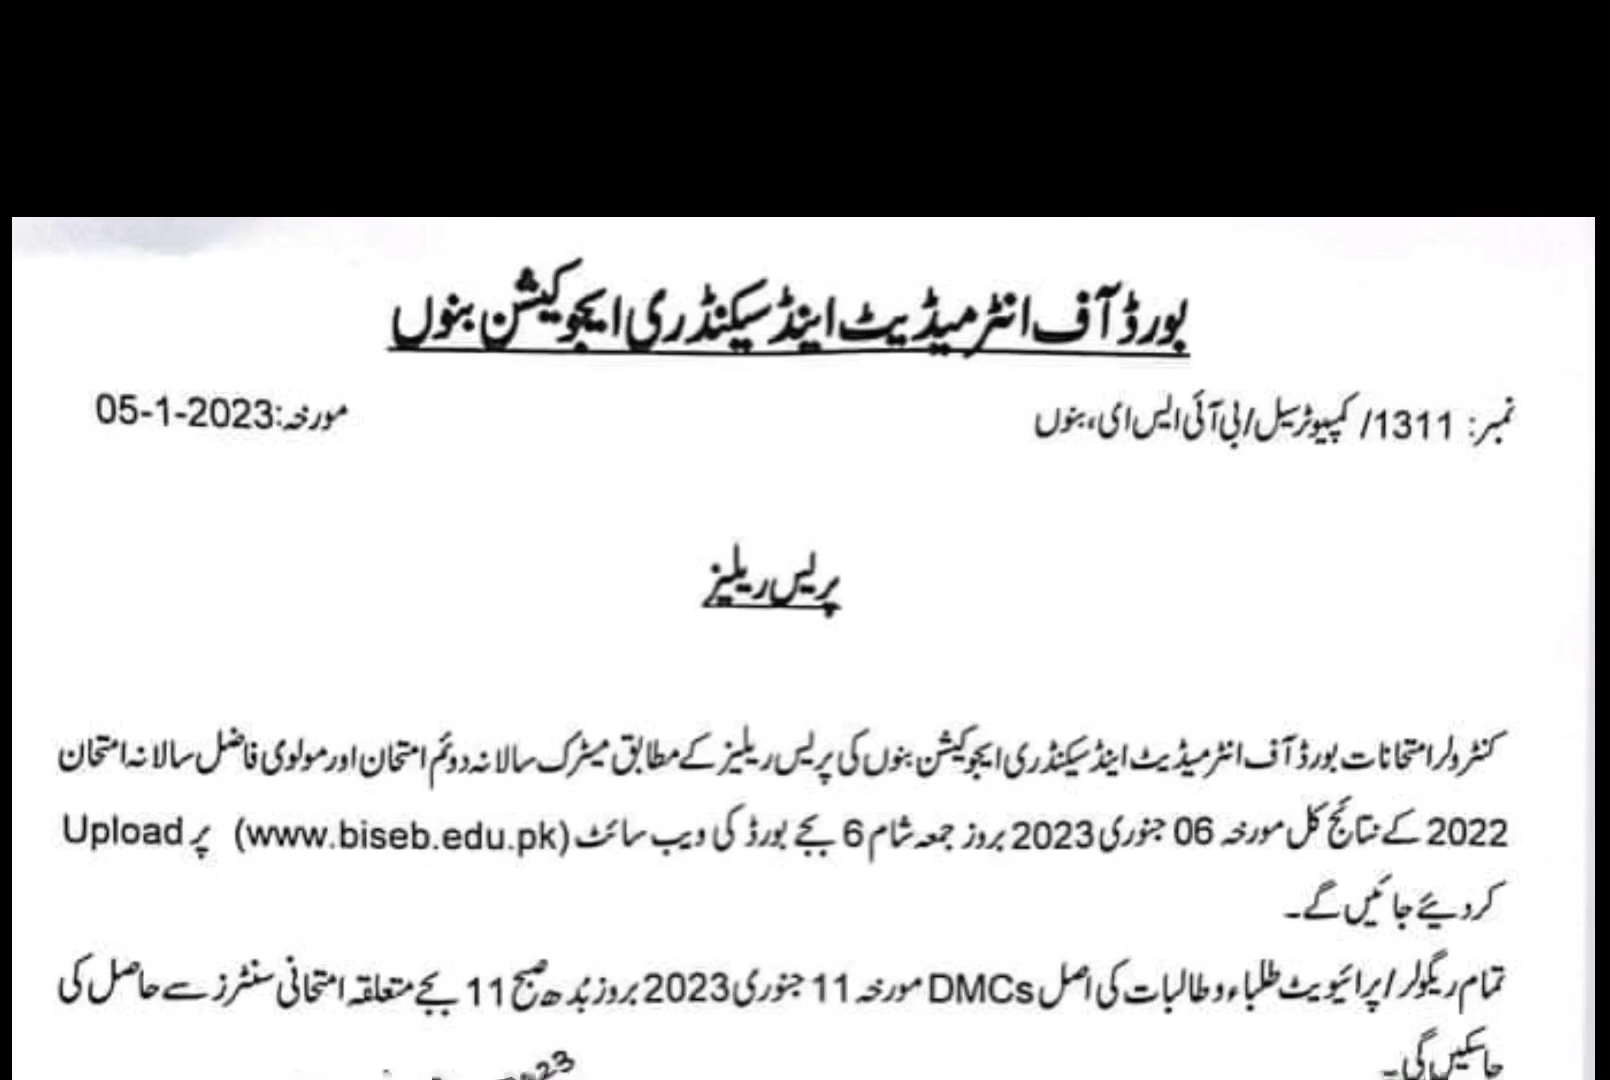 بورڈ آف انٹرمیڈیٹ اینڈ سیکنڈری ایجوکیشن بنوں
نمبر: 1311/ کمپیوٹر سیل/بی آئی ایس ای، بنوں مورخہ:05-1-2023
پریس ریلیز
کنٹرولر امتحانات بورڈ آف انٹرمیڈیٹ اینڈ سیکنڈری ایجوکیشن بنوں کی پریس ریلیز کے مطابق میٹرک سالانہ دوئم امتحان اور مولوی فاضل سالانہ امتحان
2022 کے نتائج کل مورخہ 06 جنوری 2023 بروز جمعہ شام 6 بجے بورڈ کی ویب سائٹ (www.biseb.edu.pk) پر Upload
کر دیئے جائیں گے۔
تمام ریگولر / پرائیویٹ طلباء و طالبات کی اصل DMCs مورخہ 11 جنوری 2023 بروز بُدھ صبح 11 بجے متعلقہ امتحانی سنٹرز سے حاصل کی
جاسکیں گی۔